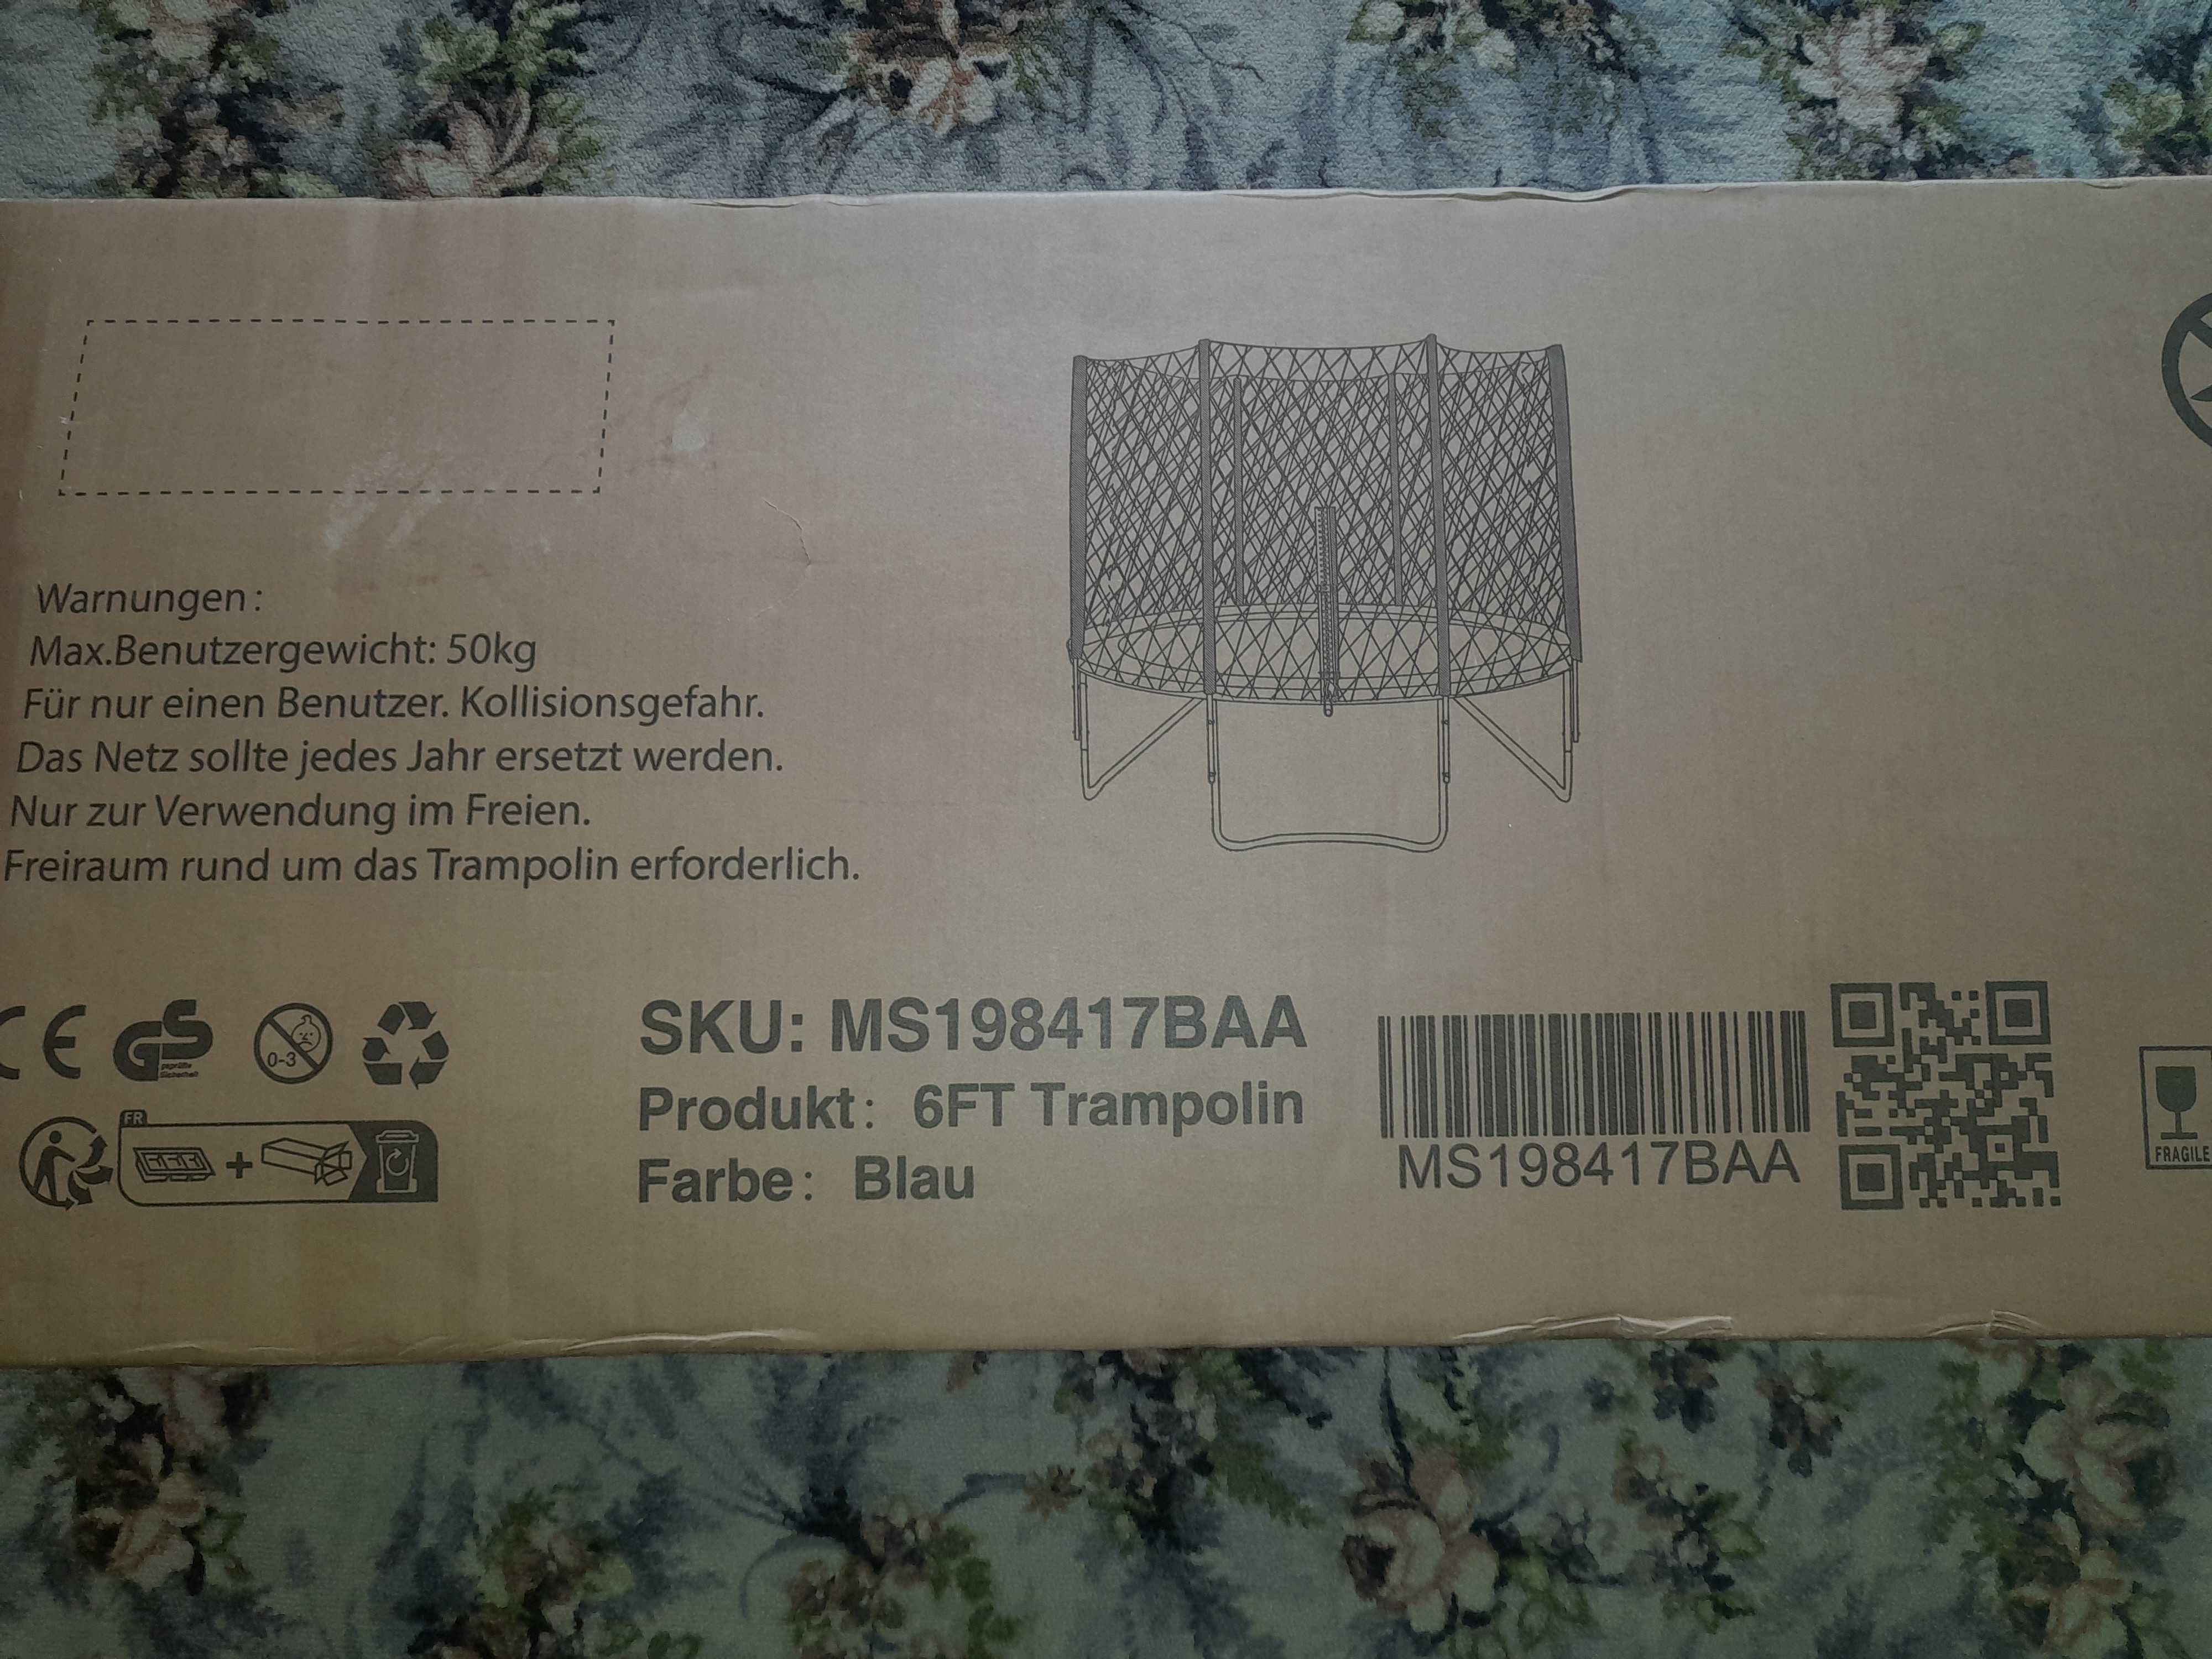 Warnungen:
Max.Benutzergewicht: 50kg
Für nur einen Benutzer. Kollisionsgefahr.
Das Netz sollte jedes Jahr ersetzt werden.
Nur zur Verwendung im Freien.
Freiraum rund um das Trampolin erforderlich.
CE GS geprüfte Sicherheit 0-3
FR
SKU: MS198417BAA
Produkt: 6FT Trampolin
Farbe: Blau
MS198417BAA
FRAGILE